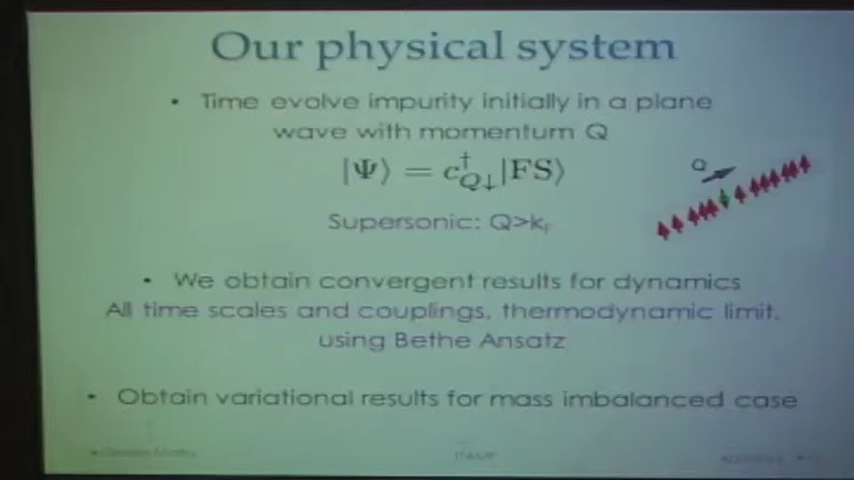 Our physical system
• Time evolve impurity initially in a plane
wave with momentum Q
|Ψ⟩ = c†Q↓|FS⟩
Q
Supersonic: Q>kf
• We obtain convergent results for dynamics
All time scales and couplings, thermodynamic limit,
using Bethe Ansatz
• Obtain variational results for mass imbalanced case
ITAMP